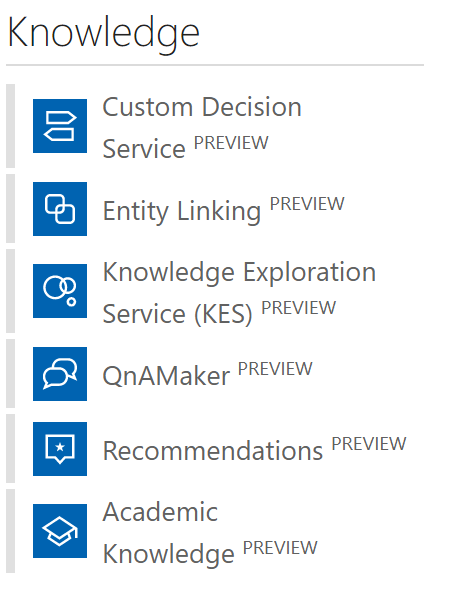 Knowledge
Custom Decision
Service PREVIEW
Entity Linking PREVIEW
Knowledge Exploration
Service (KES) PREVIEW
QnAMaker PREVIEW
Recommendations PREVIEW
Academic
Knowledge PREVIEW